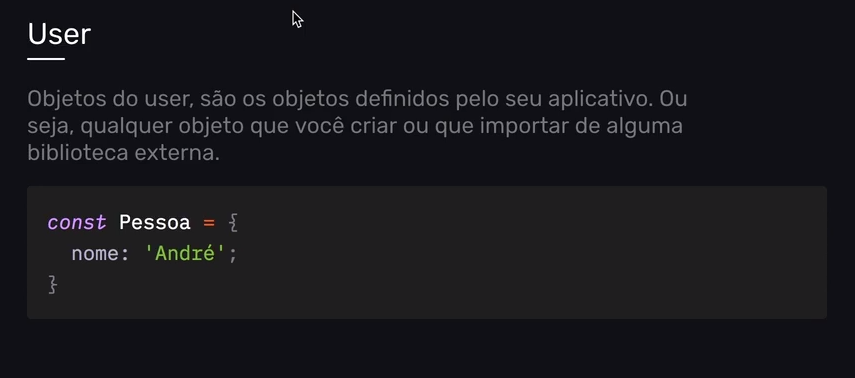 User
Objetos do user, são os objetos definidos pelo seu aplicativo. Ou
seja, qualquer objeto que você criar ou que importar de alguma
biblioteca externa.
const Pessoa = {
  nome: 'André';
}